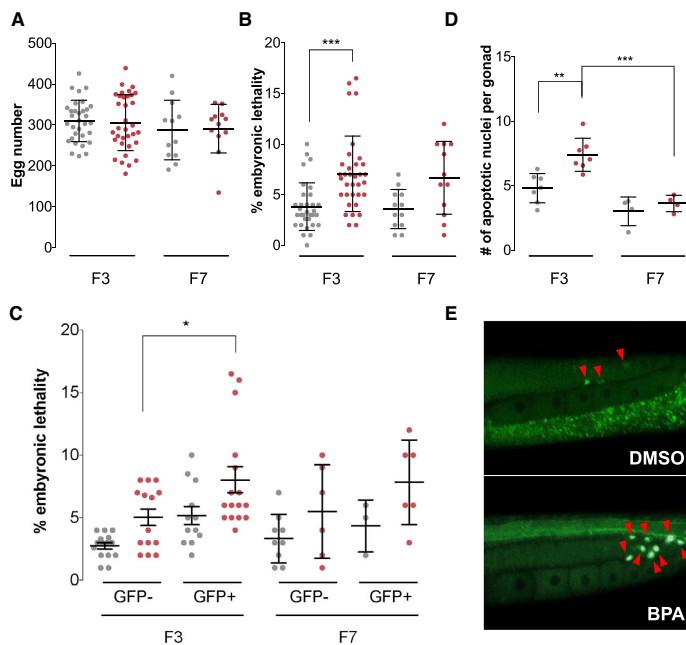 A
Egg number
500
400
300
200
100
0
F3
F7
B
% embyronic lethality
20
15
10
5
0
***
F3
F7
D
# of apoptotic nuclei per gonad
15
10
5
0
**
***
F3
F7
C
% embyronic lethality
20
15
10
5
0
*
GFP-
GFP+
GFP-
GFP+
F3
F7
E
DMSO
BPA